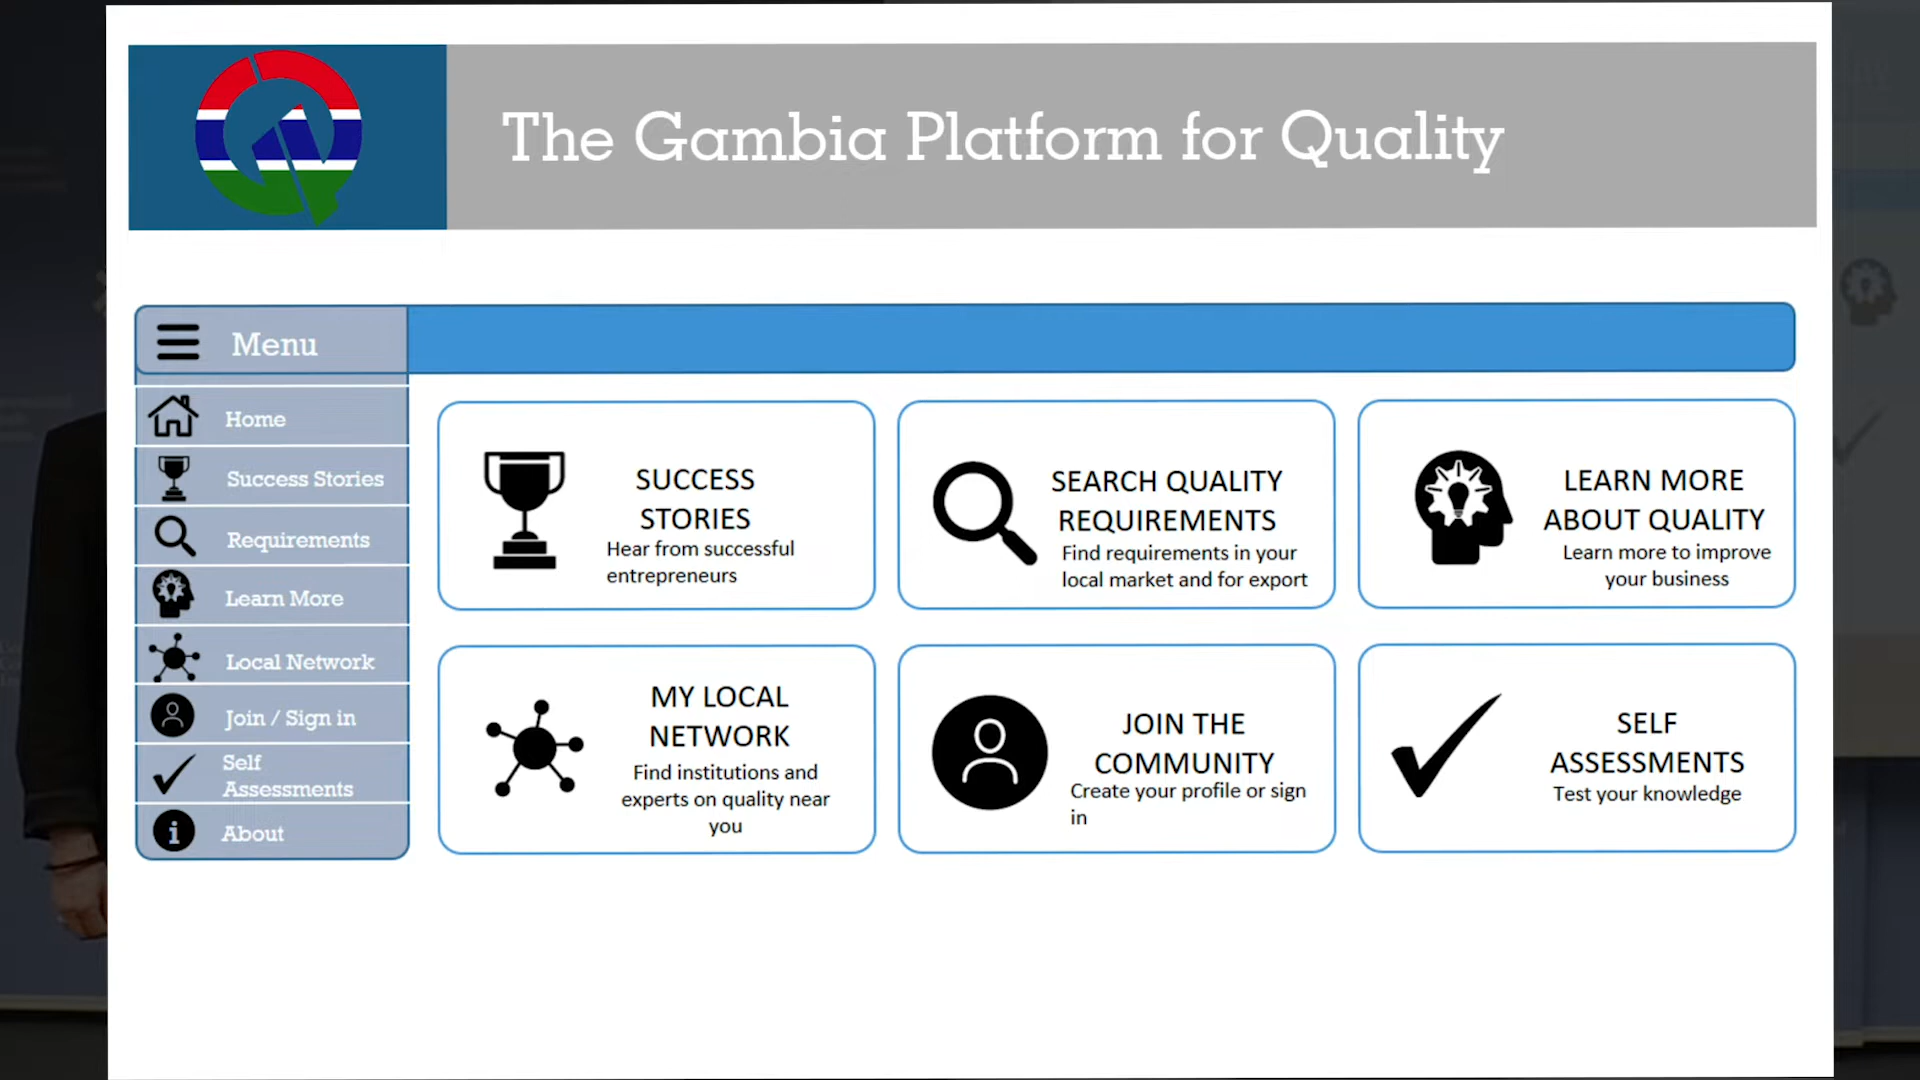 The Gambia Platform for Quality
Menu
Home
Success Stories
Requirements
Learn More
Local Network
Join / Sign in
Self
Assessments
About
SUCCESS
STORIES
Hear from successful
entrepreneurs
SEARCH QUALITY
REQUIREMENTS
Find requirements in your
local market and for export
LEARN MORE
ABOUT QUALITY
Learn more to improve
your business
MY LOCAL
NETWORK
Find institutions and
experts on quality near
you
JOIN THE
COMMUNITY
Create your profile or sign
in
SELF
ASSESSMENTS
Test your knowledge